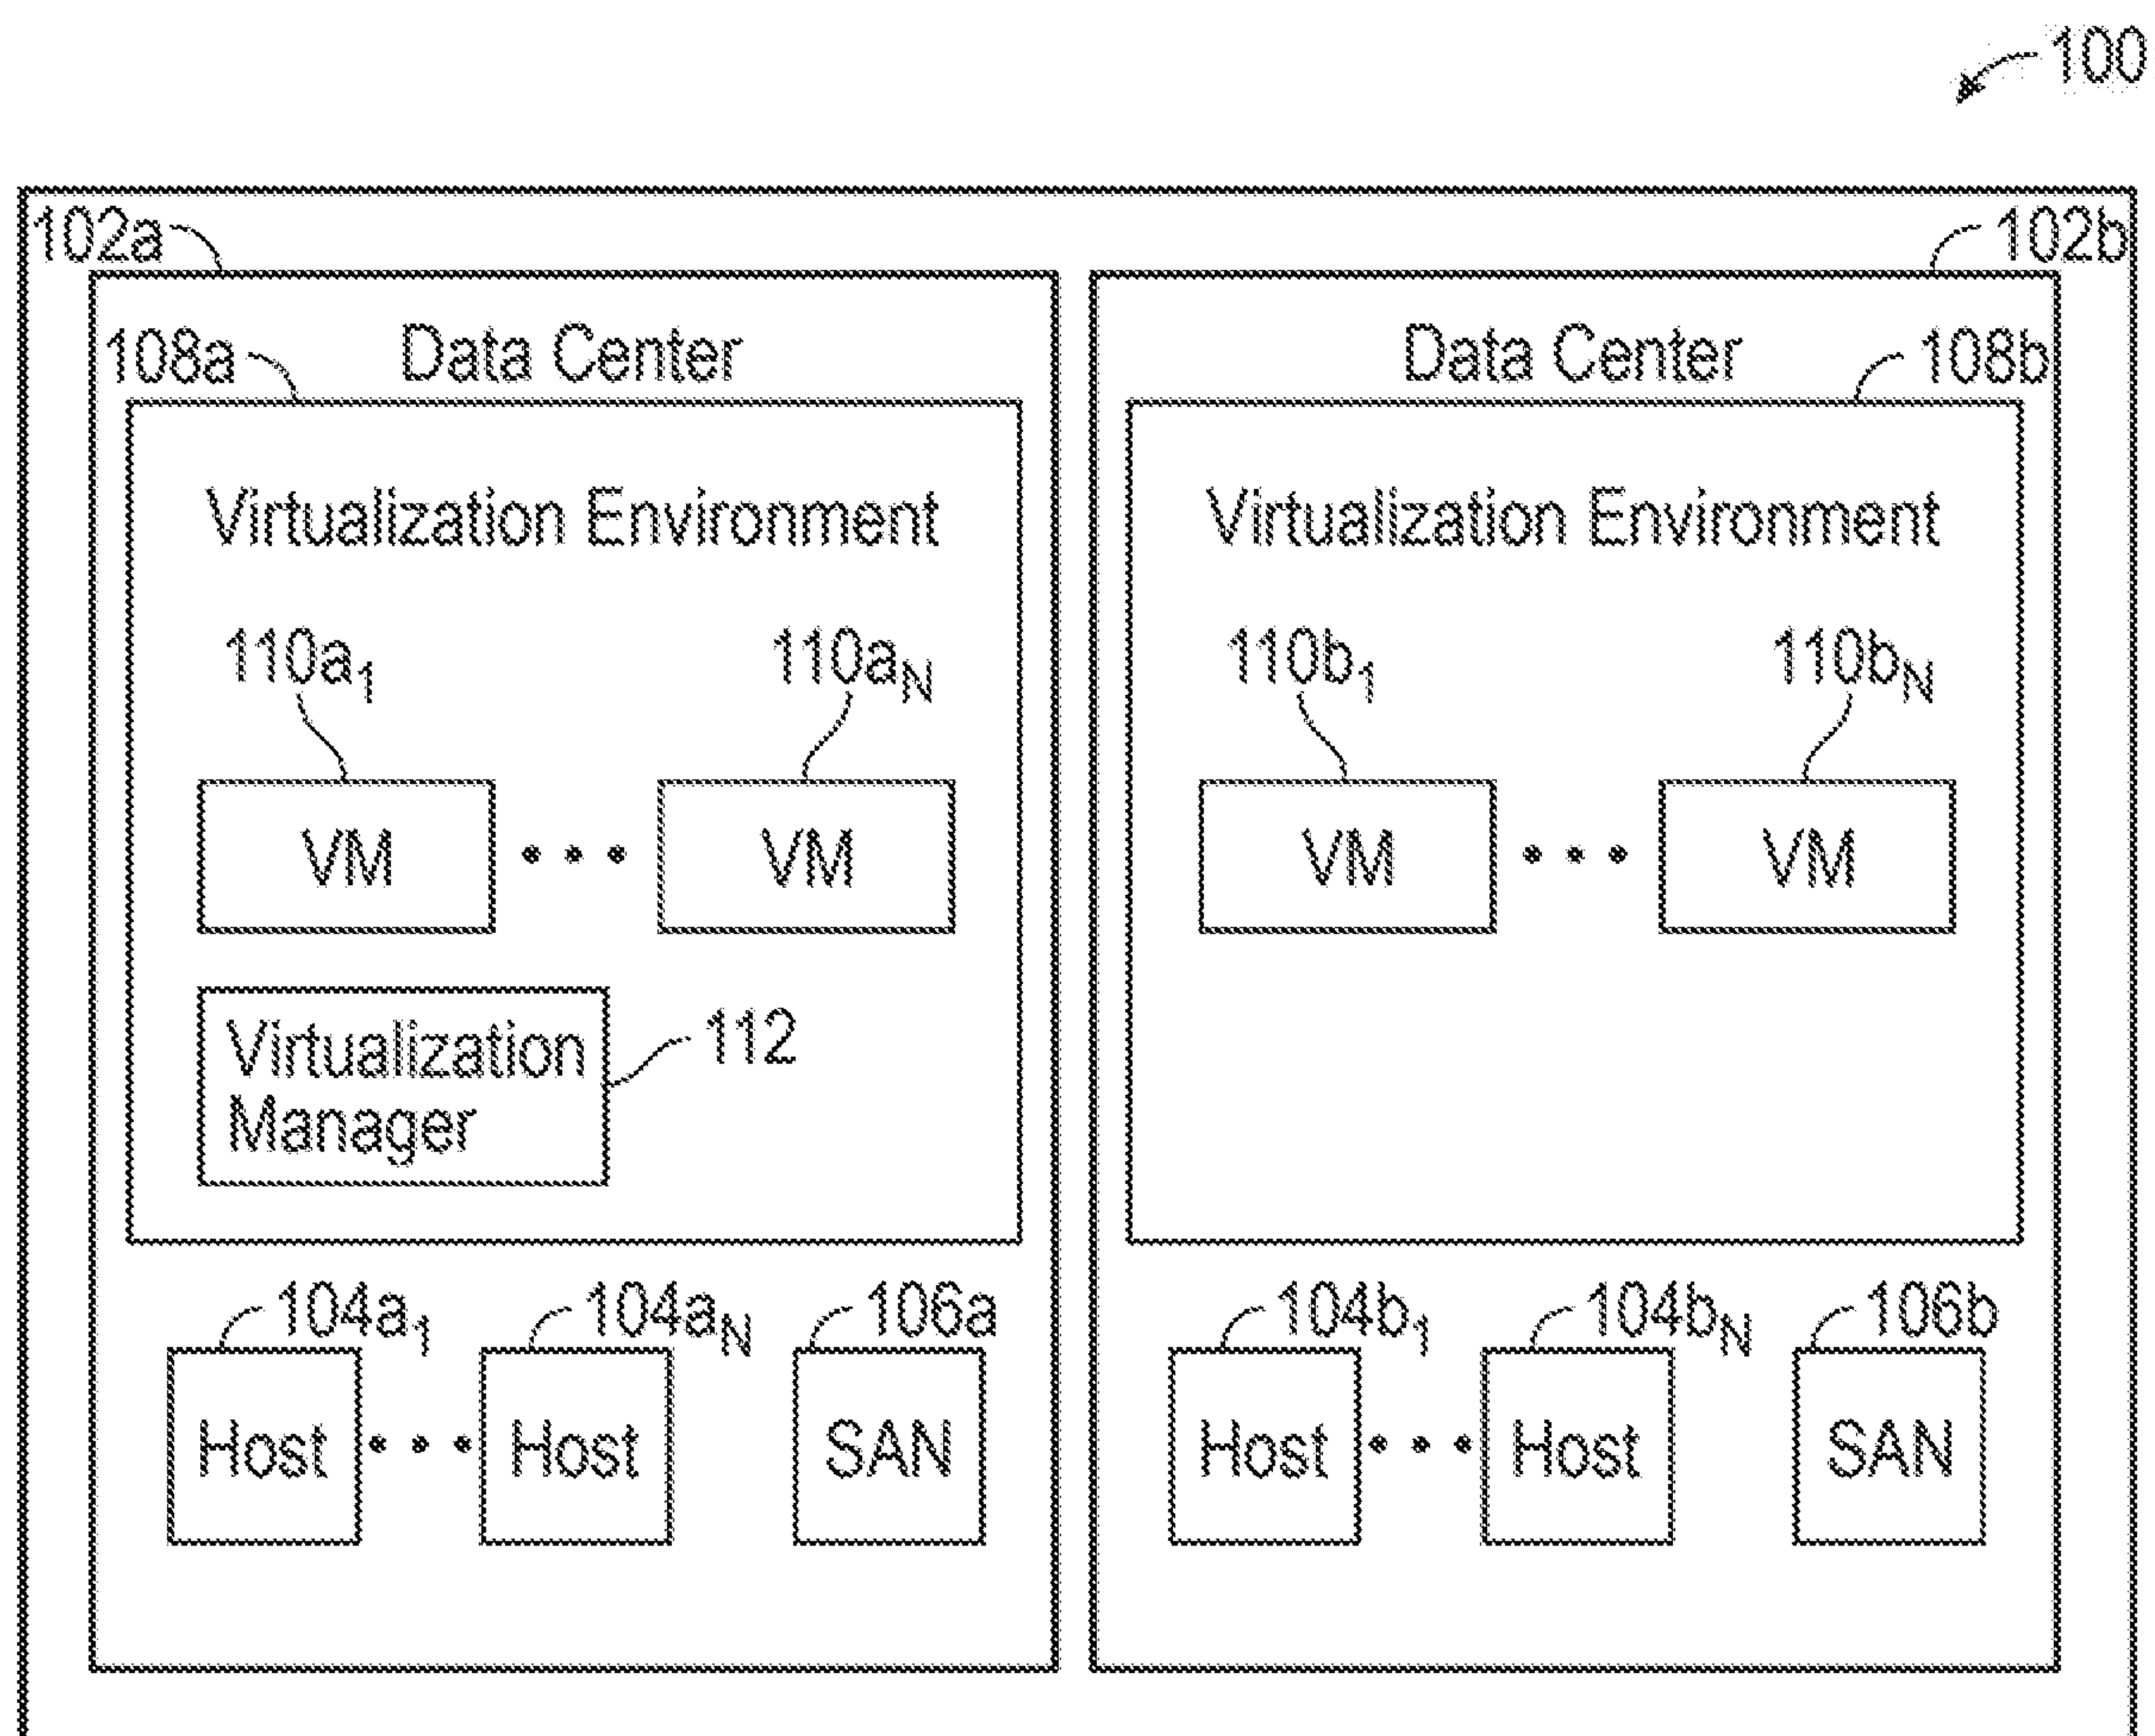 100
102a
102b
108a
Data Center
Data Center
108b
Virtualization Environment
Virtualization Environment
110a₁
110aN
110b₁
110bN
VM
• • •
VM
VM
• • •
VM
Virtualization
Manager
112
104a₁
104aN
106a
104b₁
104bN
106b
Host
• • •
Host
SAN
Host
• • •
Host
SAN